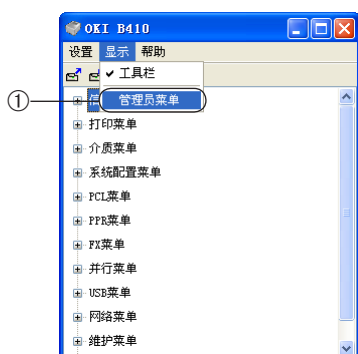 OKI B410
设置 显示 帮助
工具栏
① 管理员菜单
信
打印菜单
介质菜单
系统配置菜单
PCL菜单
PPR菜单
FX菜单
并行菜单
USB菜单
网络菜单
维护菜单